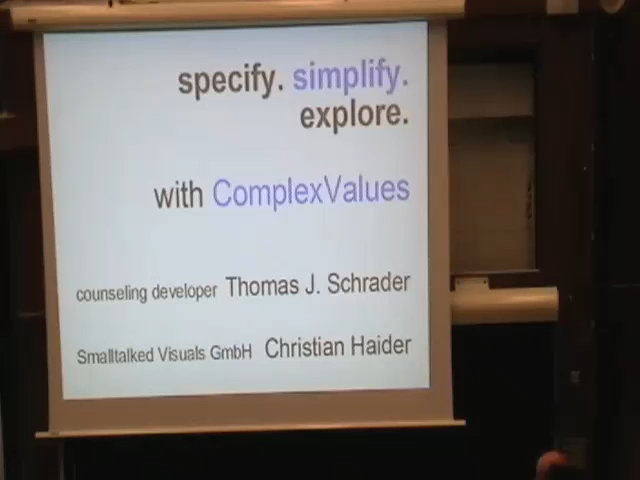 specify. simplify.
explore.
with ComplexValues
counseling developer Thomas J. Schrader
Smalltalked Visuals GmbH Christian Haider